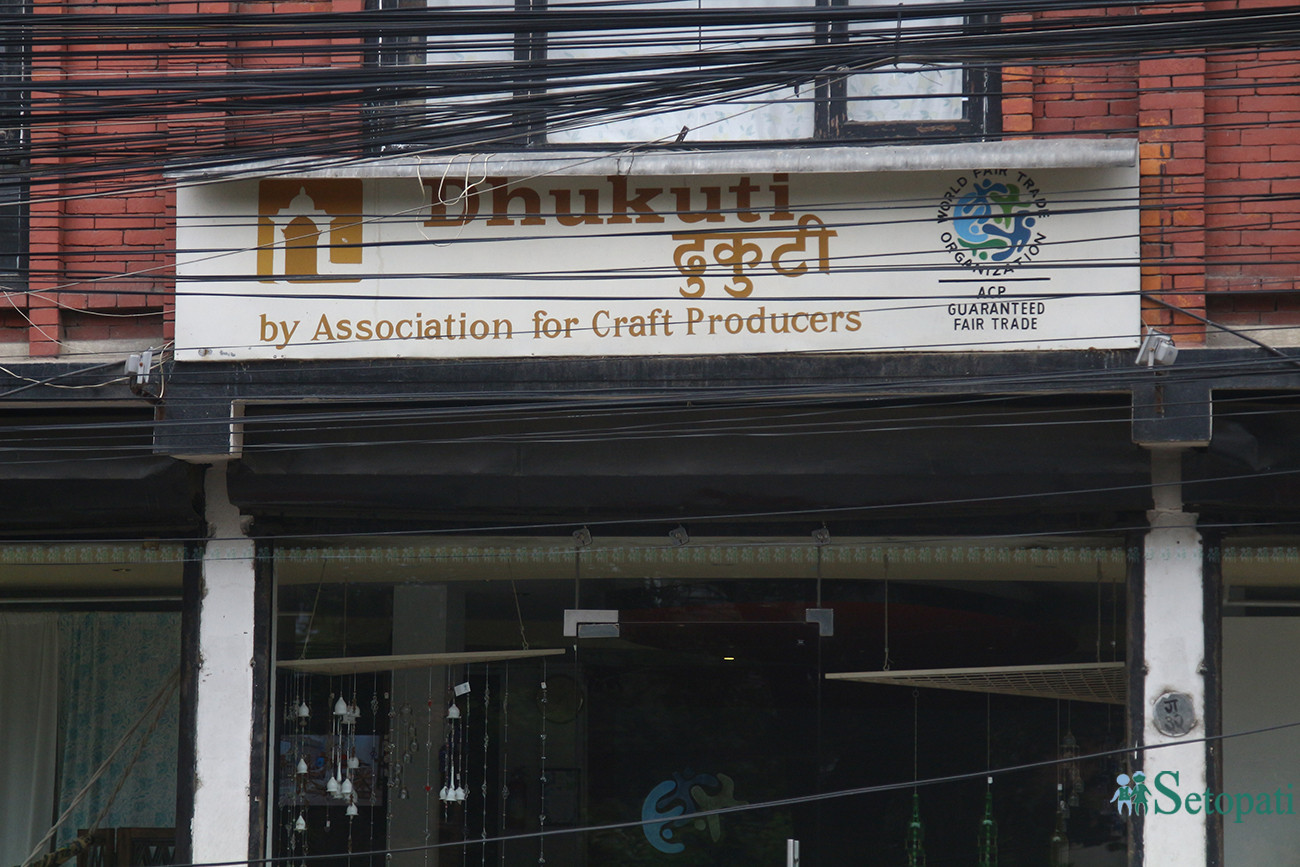 Dhukuti
ढुकुटी
by Association for Craft Producers
WORLD FAIR TRADE
ORGANIZATION
ACP
GUARANTEED
FAIR TRADE
Setopati